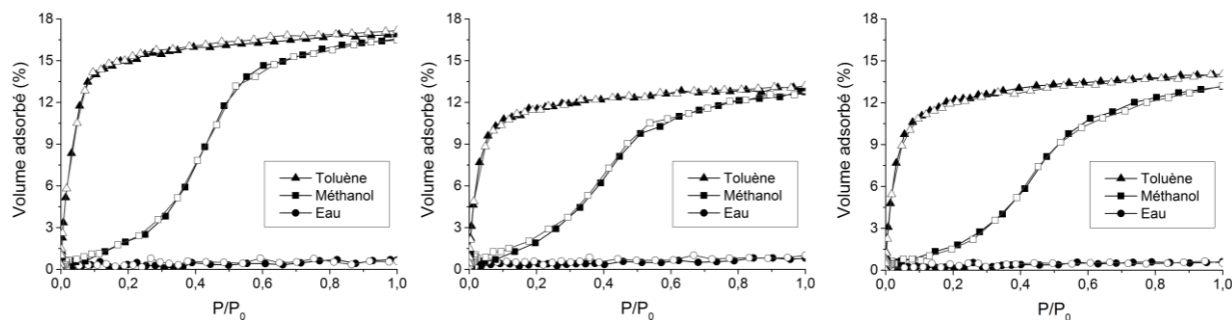 18
15
12
9
6
3
0
Volume adsorbé (%)
Toluène
Méthanol
Eau
0,0 0,2 0,4 0,6 0,8 1,0
P/P₀
18
15
12
9
6
3
0
Volume adsorbé (%)
Toluène
Méthanol
Eau
0,0 0,2 0,4 0,6 0,8 1,0
P/P₀
18
15
12
9
6
3
0
Volume adsorbé (%)
Toluène
Méthanol
Eau
0,0 0,2 0,4 0,6 0,8 1,0
P/P₀